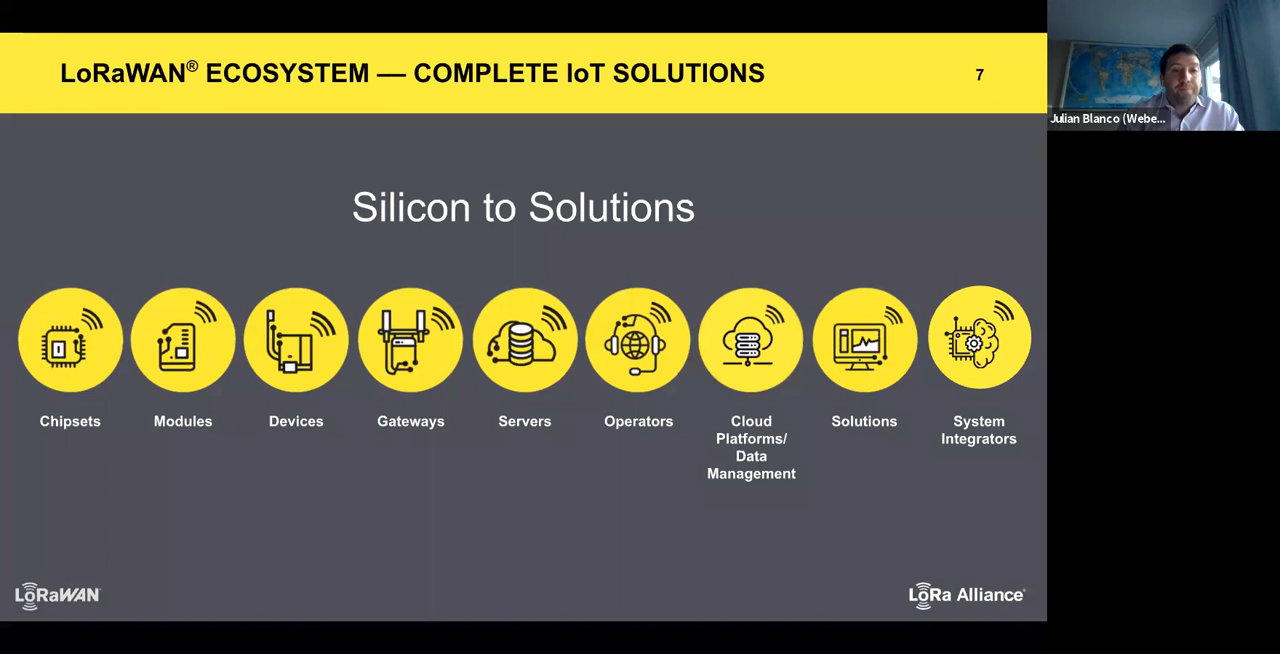 LoRaWAN® ECOSYSTEM — COMPLETE IoT SOLUTIONS
7
Julian Blanco (Webe...
Silicon to Solutions
Chipsets
Modules
Devices
Gateways
Servers
Operators
Cloud
Platforms/
Data
Management
Solutions
System
Integrators
LoRaWAN
LoRa Alliance®